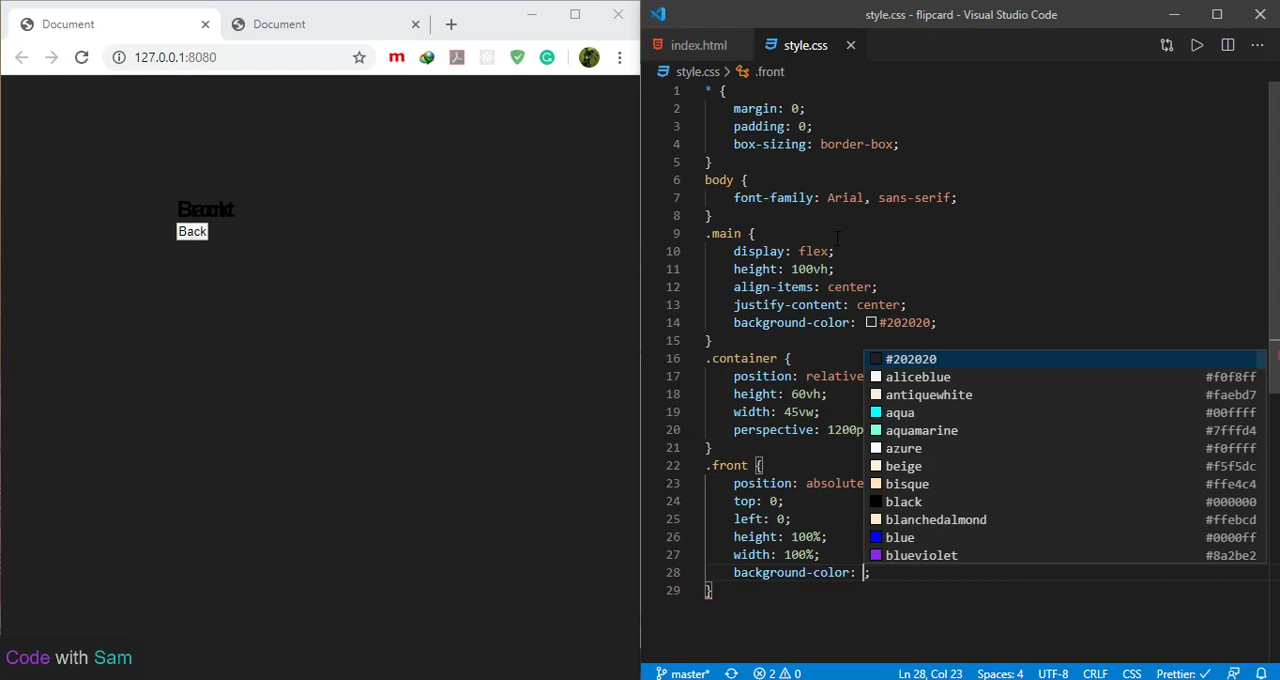 Document
Document
127.0.0.1:8080
Back
Code with Sam
style.css - flipcard - Visual Studio Code
index.html
style.css
style.css > .front
1 * {
2 margin: 0;
3 padding: 0;
4 box-sizing: border-box;
5 }
6 body {
7 font-family: Arial, sans-serif;
8 }
9 .main {
10 display: flex;
11 height: 100vh;
12 align-items: center;
13 justify-content: center;
14 background-color: #202020;
15 }
16 .container {
17 position: relative
18 height: 60vh;
19 width: 45vw;
20 perspective: 1200p
21 }
22 .front {
23 position: absolute
24 top: 0;
25 left: 0;
26 height: 100%;
27 width: 100%;
28 background-color: ;
29 }
#202020
aliceblue #f0f8ff
antiquewhite #faebd7
aqua #00ffff
aquamarine #7fffd4
azure #f0ffff
beige #f5f5dc
bisque #ffe4c4
black #000000
blanchedalmond #ffebcd
blue #0000ff
blueviolet #8a2be2
master* 2 0 Ln 28, Col 23 Spaces: 4 UTF-8 CRLF CSS Prettier: ✓